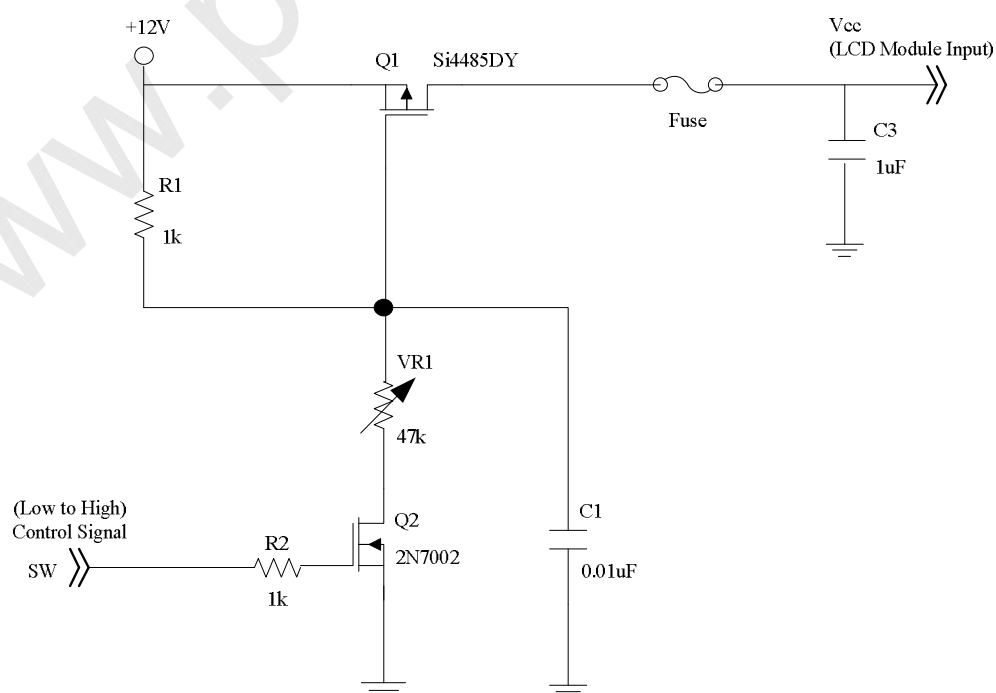 +12V
Q1
Si4485DY
Vcc
(LCD Module Input)
Fuse
C3
1uF
R1
1k
VR1
47k
(Low to High)
Control Signal
SW
R2
1k
Q2
2N7002
C1
0.01uF